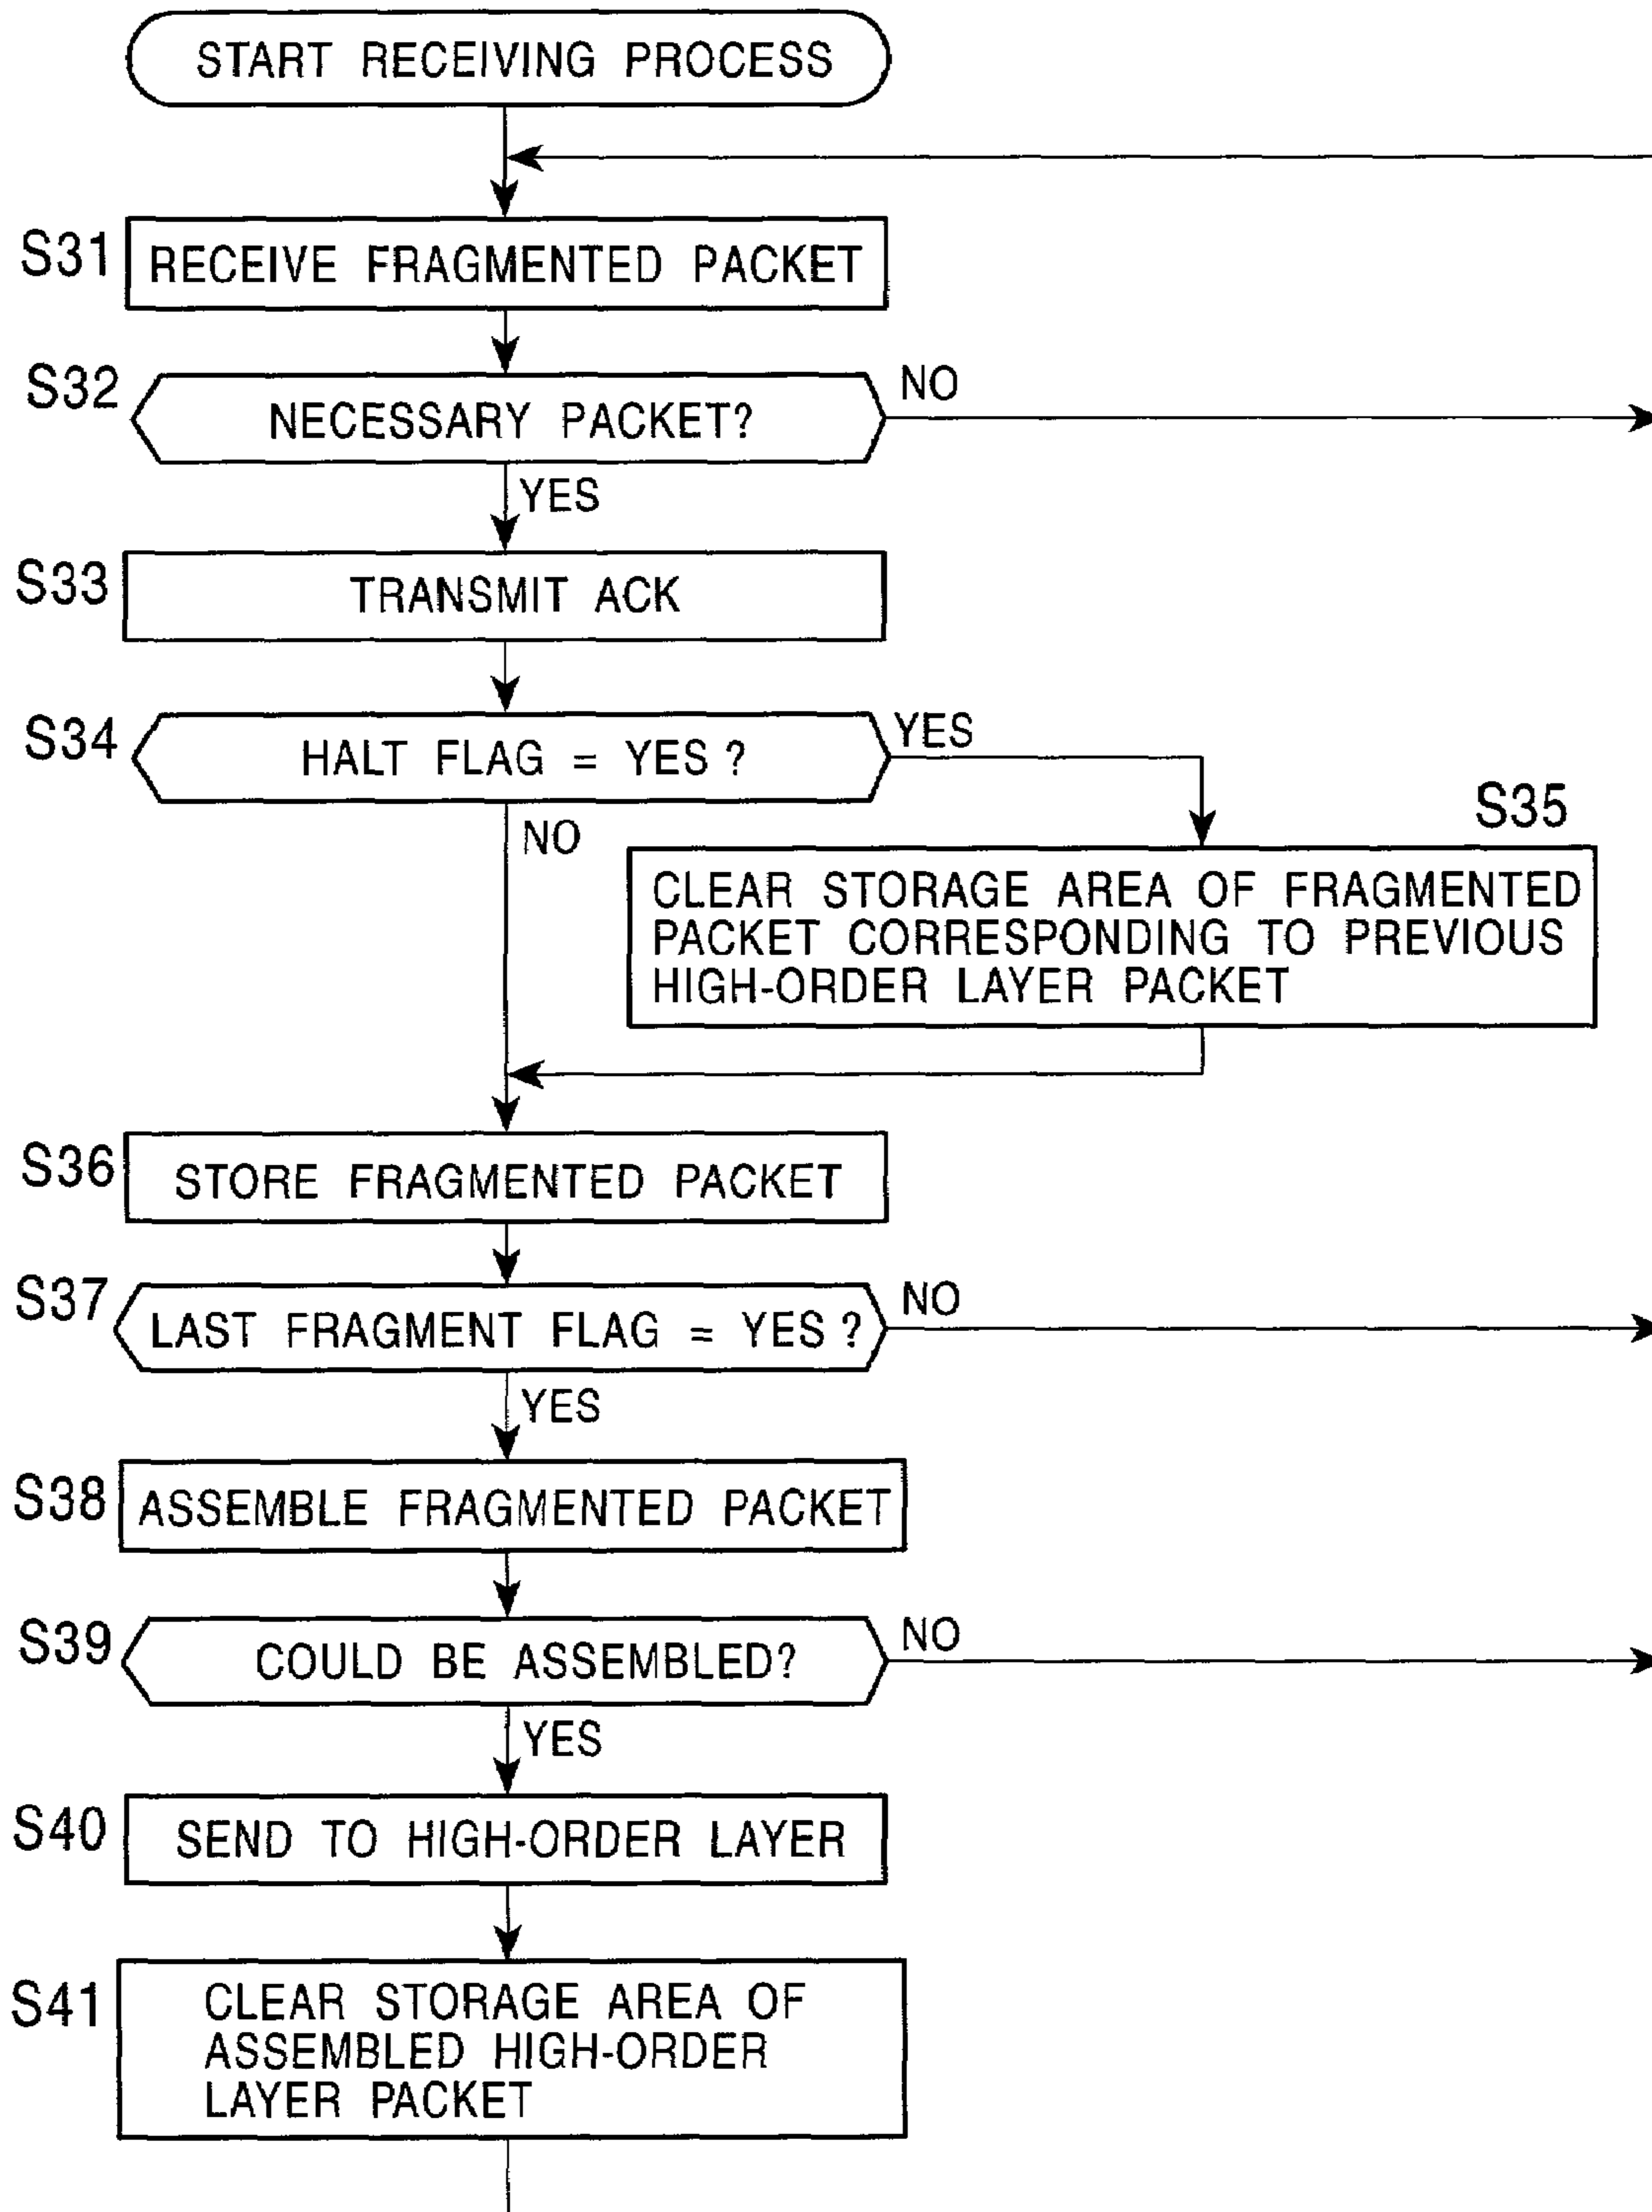 START RECEIVING PROCESS
S31
RECEIVE FRAGMENTED PACKET
S32
NECESSARY PACKET?
NO
YES
S33
TRANSMIT ACK
S34
HALT FLAG = YES ?
YES
NO
S35
CLEAR STORAGE AREA OF FRAGMENTED
PACKET CORRESPONDING TO PREVIOUS
HIGH-ORDER LAYER PACKET
S36
STORE FRAGMENTED PACKET
S37
LAST FRAGMENT FLAG = YES ?
NO
YES
S38
ASSEMBLE FRAGMENTED PACKET
S39
COULD BE ASSEMBLED?
NO
YES
S40
SEND TO HIGH-ORDER LAYER
S41
CLEAR STORAGE AREA OF
ASSEMBLED HIGH-ORDER
LAYER PACKET